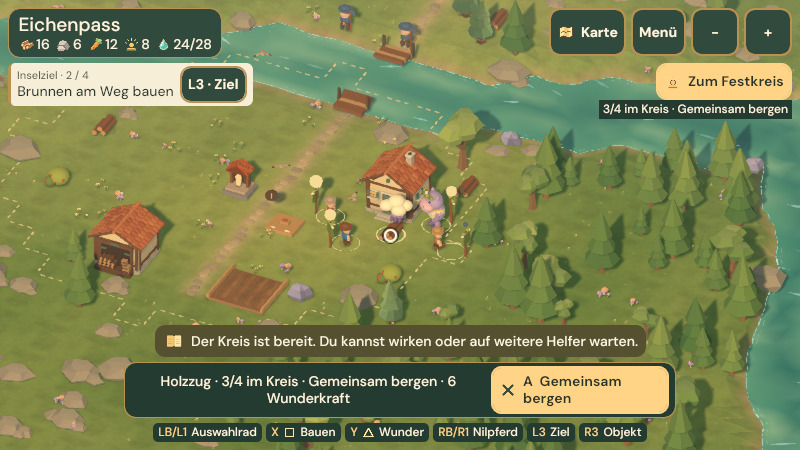 Eichenpass
16 6 12 8 24/28
Inselziel · 2 / 4
Brunnen am Weg bauen
L3 · Ziel
Karte
Menü
-
+
Zum Festkreis
3/4 im Kreis · Gemeinsam bergen
Der Kreis ist bereit. Du kannst wirken oder auf weitere Helfer warten.
Holzzug · 3/4 im Kreis · Gemeinsam bergen · 6
Wunderkraft
A Gemeinsam
bergen
LB/L1 Auswahlrad X Bauen Y Wunder RB/R1 Nilpferd L3 Ziel R3 Objekt